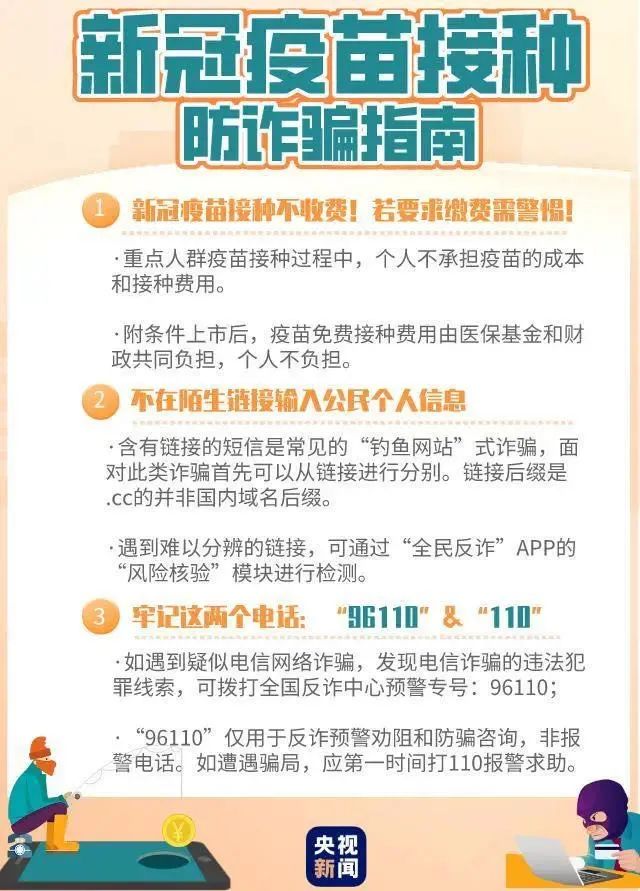 新冠疫苗接种
防诈骗指南
1 新冠疫苗接种不收费！若要求缴费需警惕！
·重点人群疫苗接种过程中，个人不承担疫苗的成本
和接种费用。
·附条件上市后，疫苗免费接种费用由医保基金和财
政共同负担，个人不负担。
2 不在陌生链接输入公民个人信息
·含有链接的短信是常见的“钓鱼网站”式诈骗，面
对此类诈骗首先可以从链接进行分别。链接后缀是
.cc的并非国内域名后缀。
·遇到难以分辨的链接，可通过“全民反诈”APP的
“风险核验”模块进行检测。
3 牢记这两个电话：“96110”&“110”
·如遇到疑似电信网络诈骗，发现电信诈骗的违法犯
罪线索，可拨打全国反诈中心预警专号：96110；
·“96110”仅用于反诈预警劝阻和防骗咨询，非报
警电话。如遭遇骗局，应第一时间打110报警求助。
¥
央视
新闻